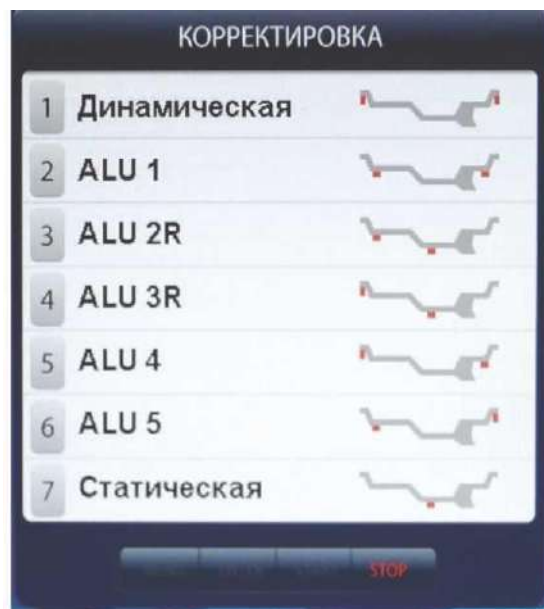 КОРРЕКТИРОВКА
1 Динамическая
2 ALU 1
3 ALU 2R
4 ALU 3R
5 ALU 4
6 ALU 5
7 Статическая
STOP